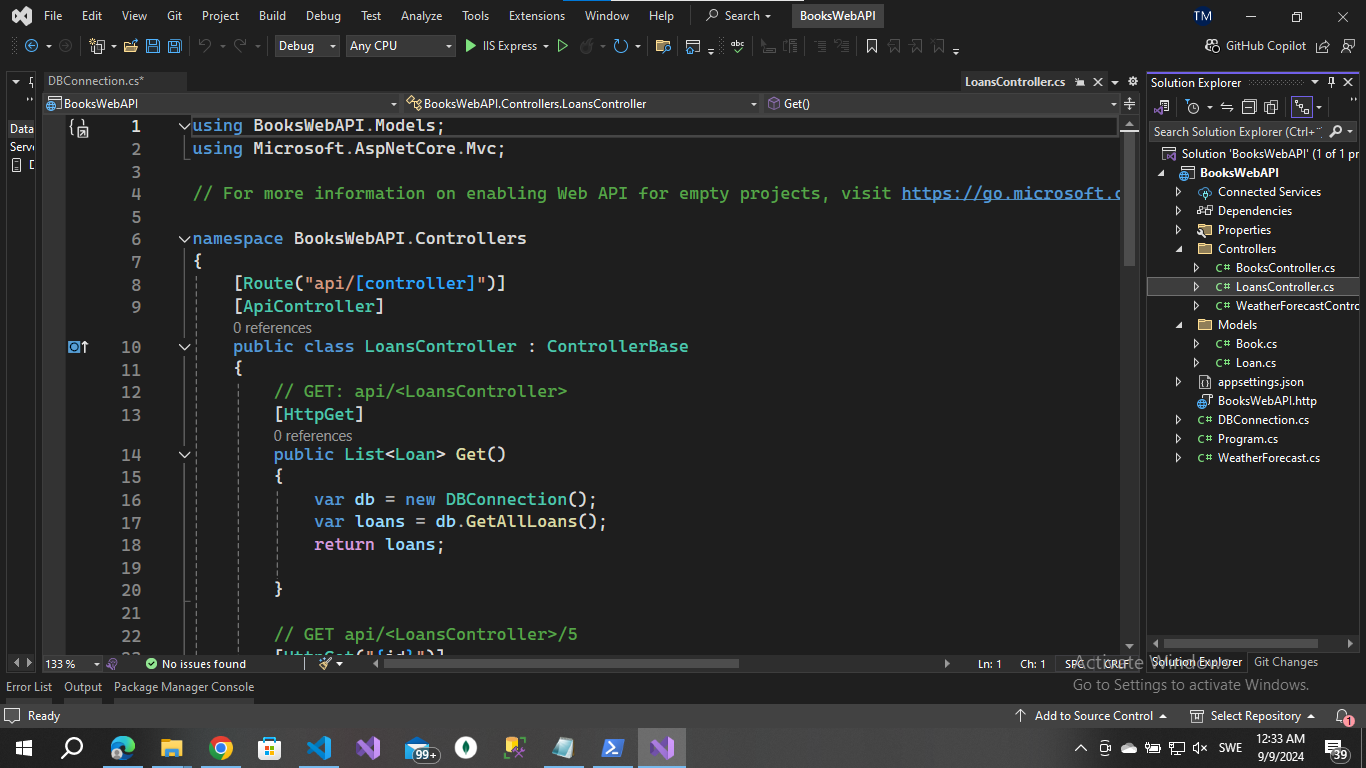 File Edit View Git Project Build Debug Test Analyze Tools Extensions Window Help Search BooksWebAPI TM
Debug Any CPU IIS Express GitHub Copilot
DBConnection.cs* LoansController.cs Solution Explorer
BooksWebAPI BooksWebAPI.Controllers.LoansController Get()
Data
Serv
D
1 using BooksWebAPI.Models;
2 using Microsoft.AspNetCore.Mvc;
3
4 // For more information on enabling Web API for empty projects, visit https://go.microsoft.c
5
6 namespace BooksWebAPI.Controllers
7 {
8 [Route("api/[controller]")]
9 [ApiController]
0 references
10 public class LoansController : ControllerBase
11 {
12 // GET: api/<LoansController>
13 [HttpGet]
0 references
14 public List<Loan> Get()
15 {
16 var db = new DBConnection();
17 var loans = db.GetAllLoans();
18 return loans;
19
20 }
21
22 // GET api/<LoansController>/5
23 [HttpGet("{id}")]
Search Solution Explorer (Ctrl+
Solution 'BooksWebAPI' (1 of 1 pr
BooksWebAPI
Connected Services
Dependencies
Properties
Controllers
C# BooksController.cs
C# LoansController.cs
C# WeatherForecastContro
Models
C# Book.cs
C# Loan.cs
appsettings.json
BooksWebAPI.http
C# DBConnection.cs
C# Program.cs
C# WeatherForecast.cs
133 % No issues found Ln: 1 Ch: 1 SPC CRLF
Solution Explorer Git Changes
Activate Windows
Go to Settings to activate Windows.
Error List Output Package Manager Console
Ready Add to Source Control Select Repository 1
99+ SWE 12:33 AM
9/9/2024 39